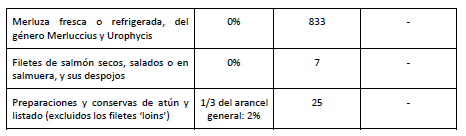 Merluza fresca o refrigerada, del
género Merluccius y Urophycis
0%
833
-
Filetes de salmón secos, salados o en
salmuera, y sus despojos
0%
7
-
Preparaciones y conservas de atún y
listado (excluidos los filetes ‘loins’)
1/3 del arancel
general: 2%
25
-